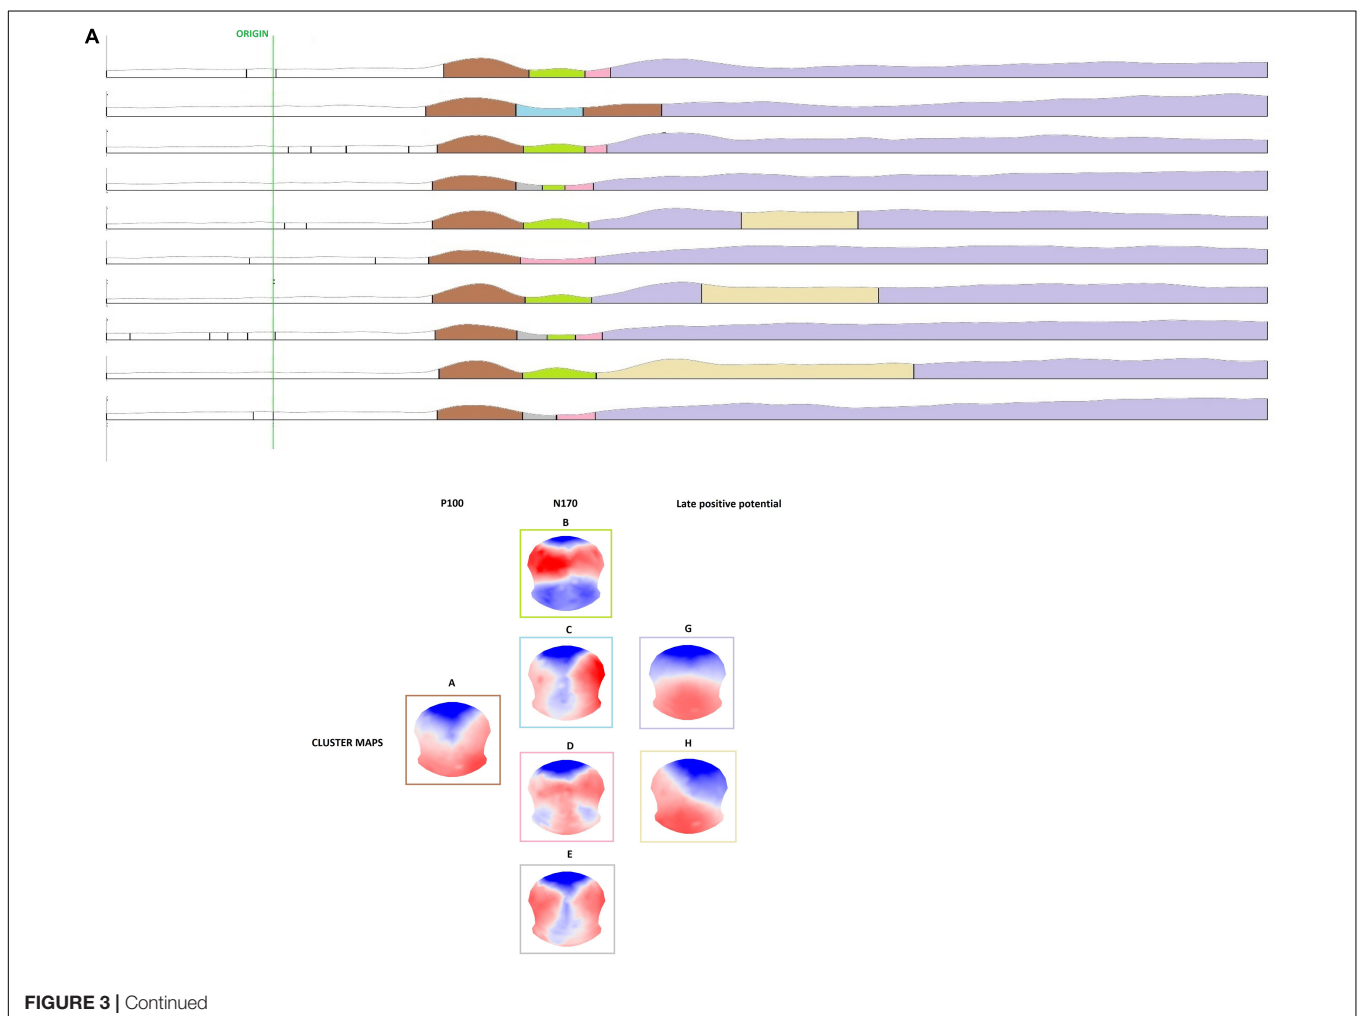 A
ORIGIN
P100
N170
Late positive potential
B
C
G
A
CLUSTER MAPS
D
H
E
FIGURE 3 | Continued